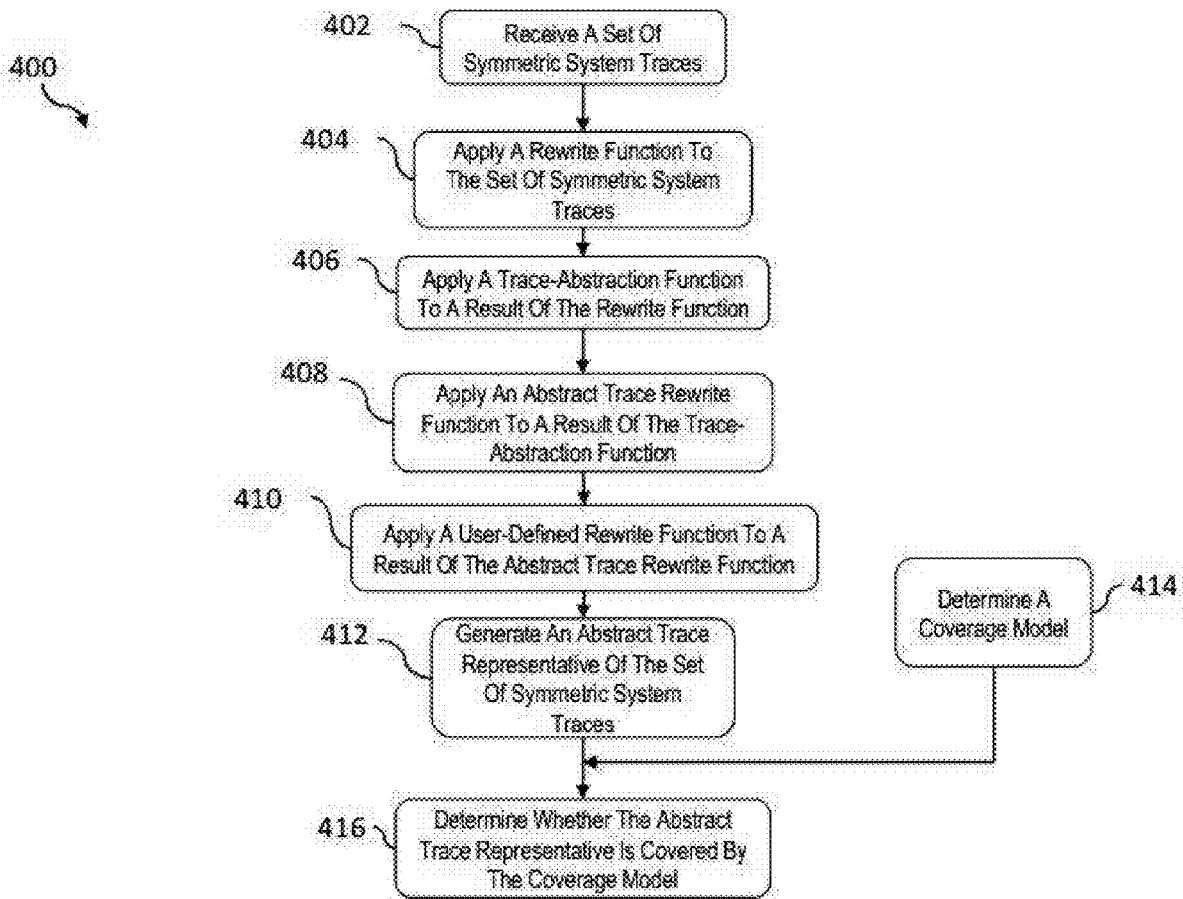 402
Receive A Set Of
Symmetric System Traces
400
404
Apply A Rewrite Function To
The Set Of Symmetric System
Traces
406
Apply A Trace-Abstraction Function
To A Result Of The Rewrite Function
408
Apply An Abstract Trace Rewrite
Function To A Result Of The Trace-
Abstraction Function
410
Apply A User-Defined Rewrite Function To A
Result Of The Abstract Trace Rewrite Function
414
Determine A
Coverage Model
412
Generate An Abstract Trace
Representative Of The Set
Of Symmetric System
Traces
416
Determine Whether The Abstract
Trace Representative Is Covered By
The Coverage Model